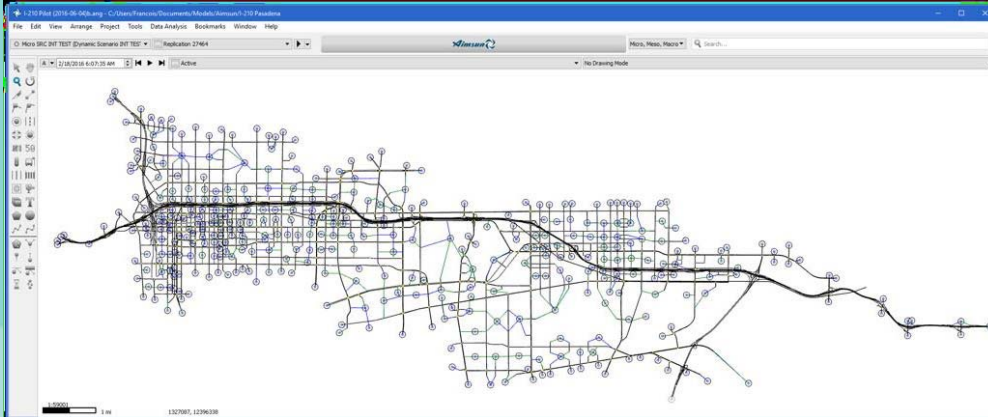 I-210 Pilot (2016-06-04)b.ang - C:/Users/Francois/Documents/Models/Aimsun/I-210 Pasadena
File Edit View Arrange Project Tools Data Analysis Bookmarks Window Help
Micro SRC INT TEST (Dynamic Scenario INT TES Replication 27464 Aimsun Micro, Meso, Macro Search...
2/18/2016 6:07:35 AM Active No Drawing Mode
1:59001
1 mi 1327087, 12396338